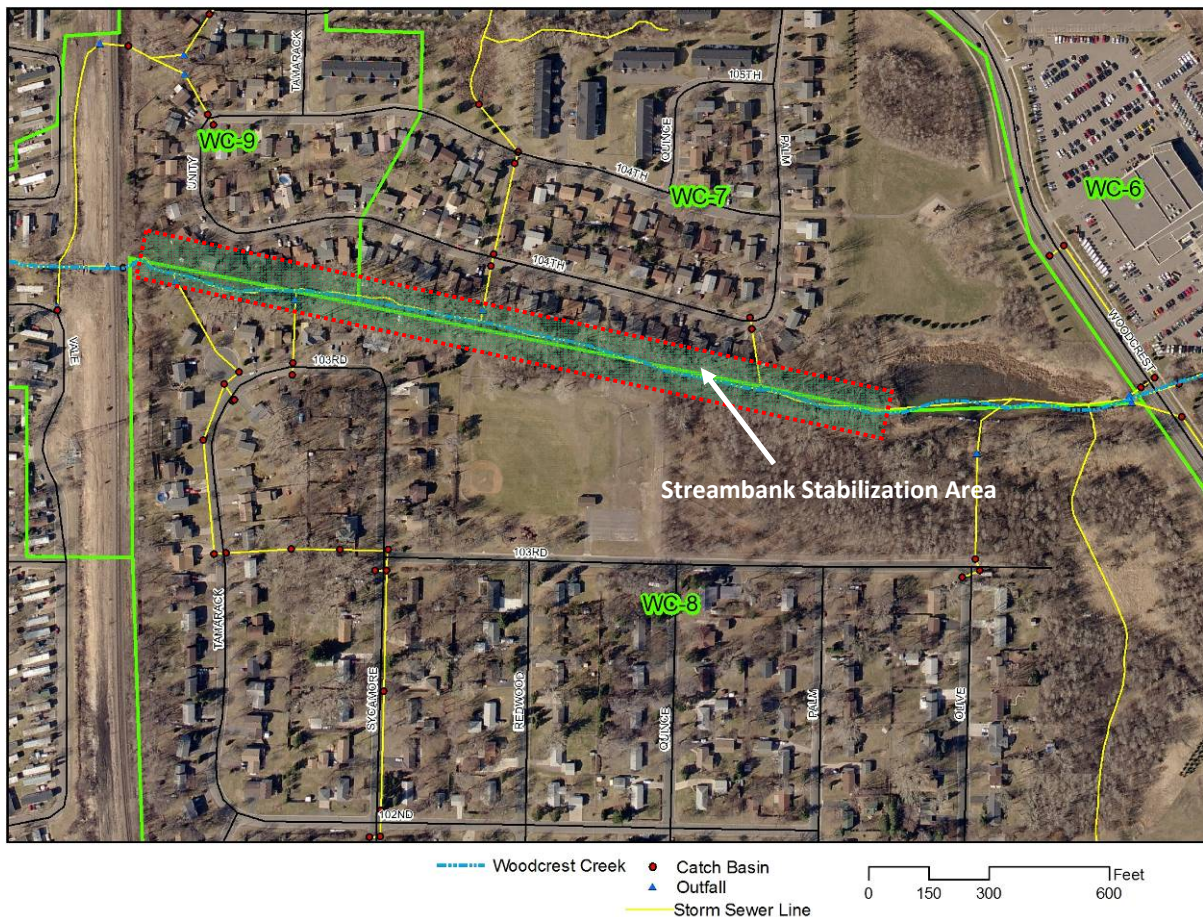 TAMARACK
105TH
WC-9
UNITY
QUINCE
PALM
104TH
WC-7
WC-6
104TH
WOODCREST
VALE
103RD
Streambank Stabilization Area
103RD
WC-8
TAMARACK
SYCAMORE
REDWOOD
QUINCE
PALM
OLIVE
102ND
Woodcrest Creek
Catch Basin
Outfall
Storm Sewer Line
Feet
0 150 300 600